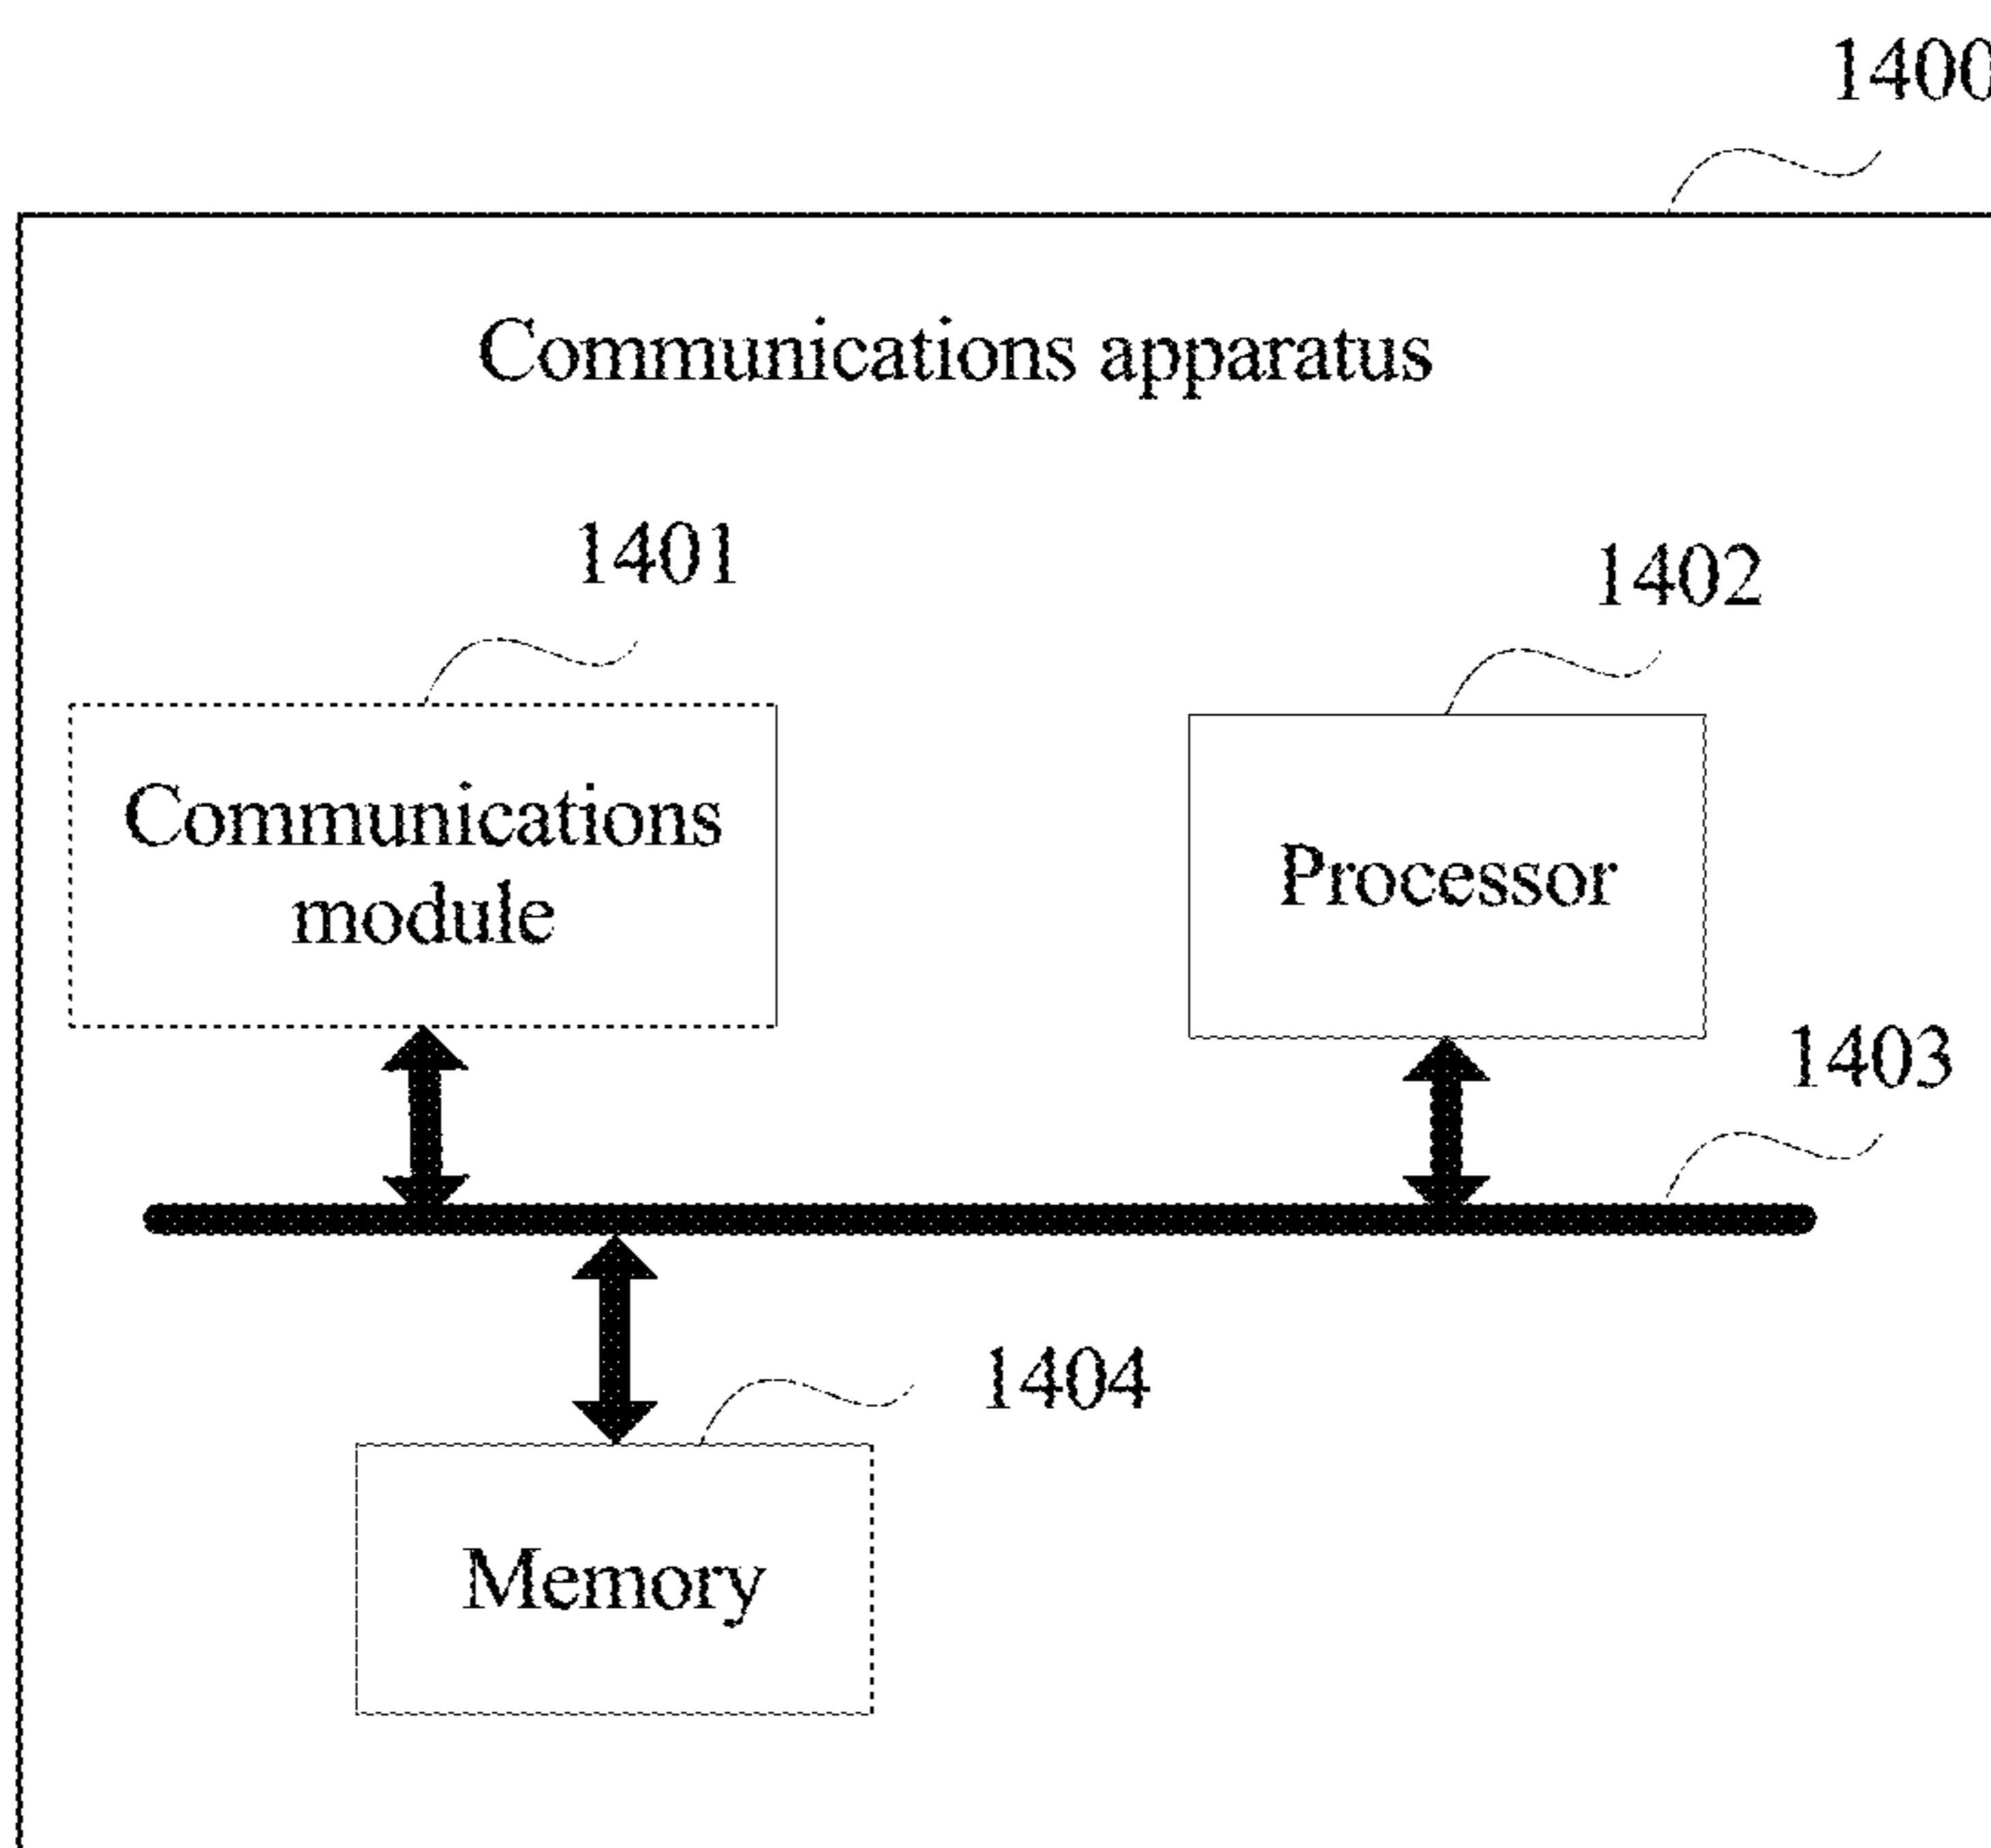 1400
Communications apparatus
1401
1402
Communications
module
Processor
1403
1404
Memory